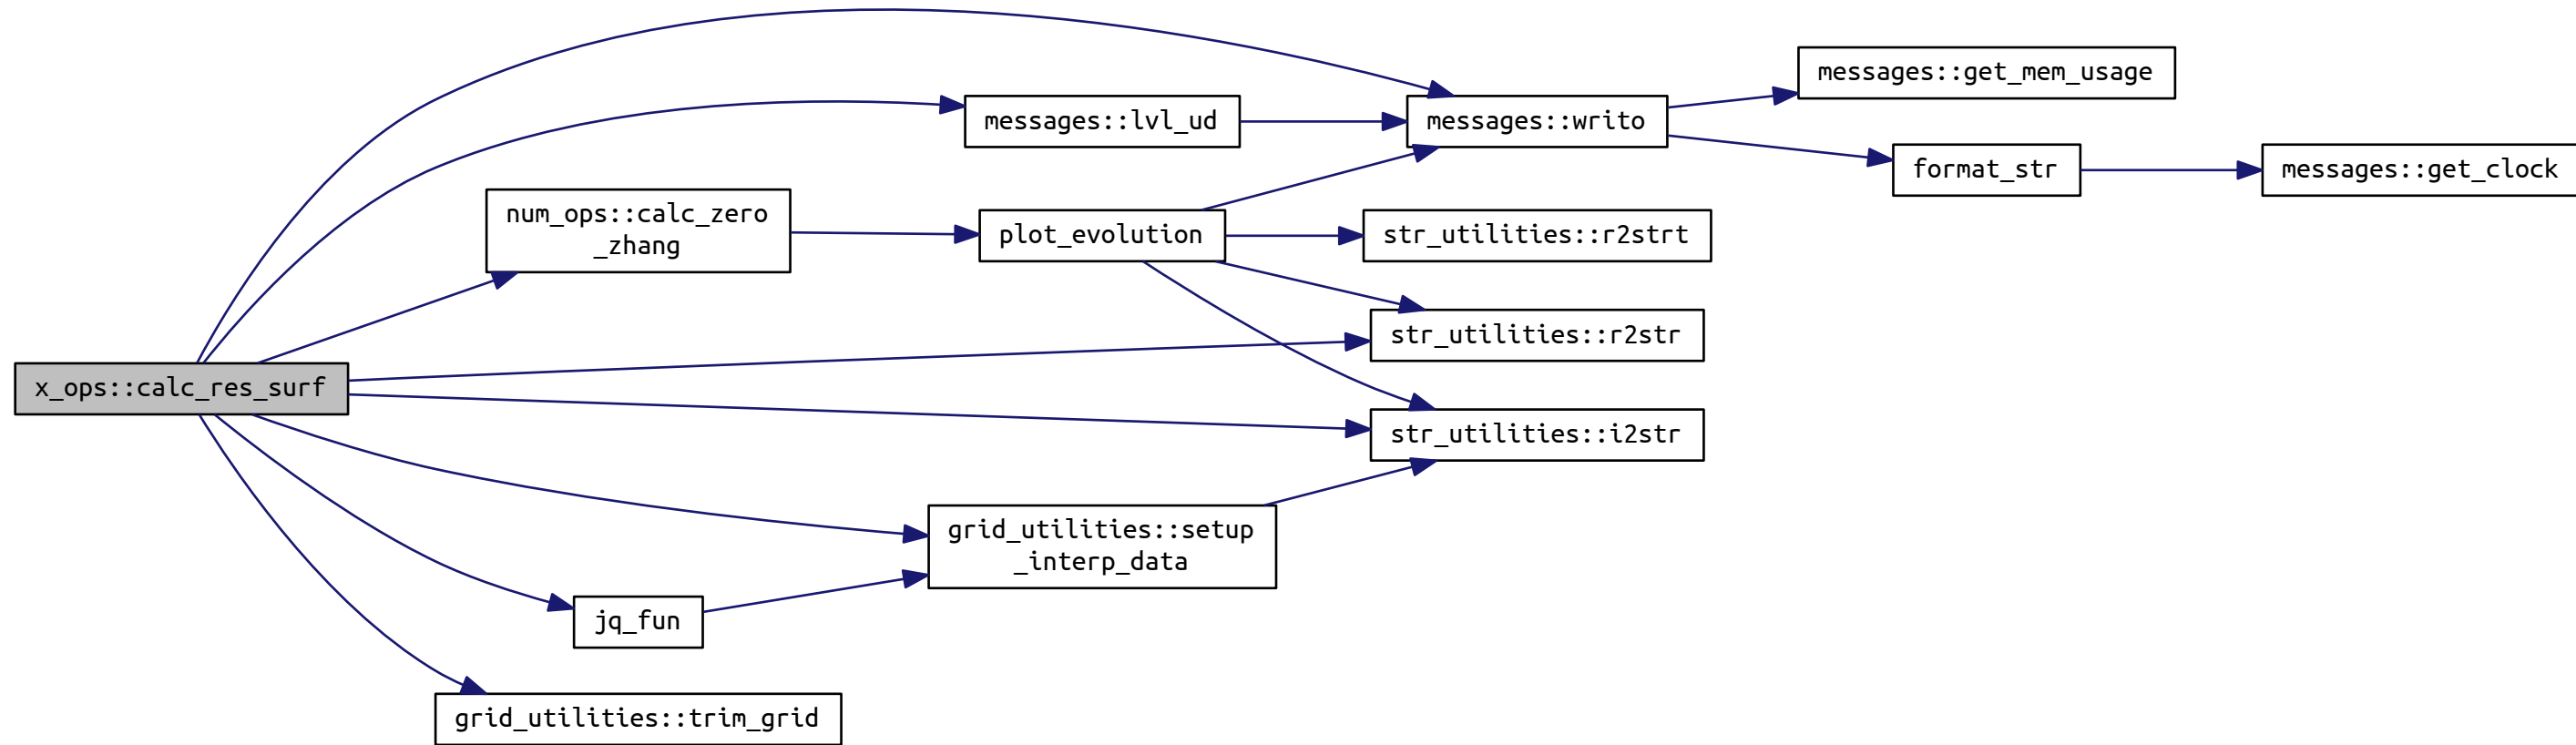 messages::get_mem_usage
messages::lvl_ud
messages::writo
format_str
messages::get_clock
num_ops::calc_zero
_zhang
plot_evolution
str_utilities::r2strt
str_utilities::r2str
x_ops::calc_res_surf
str_utilities::i2str
grid_utilities::setup
_interp_data
jq_fun
grid_utilities::trim_grid